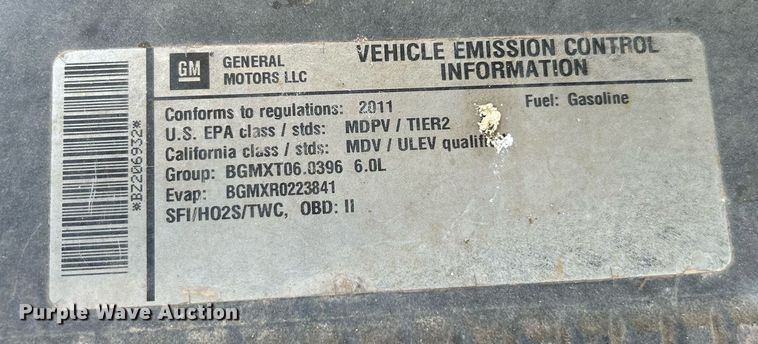 GM
GENERAL
MOTORS LLC
VEHICLE EMISSION CONTROL
INFORMATION
Conforms to regulations: 2011
Fuel: Gasoline
U.S. EPA class / stds: MDPV / TIER2
California class / stds: MDV / ULEV qualifi
Group: BGMXT06.0396 6.0L
Evap: BGMXR0223841
SFI/HO2S/TWC, OBD: II
*BZ206932*
Purple Wave Auction